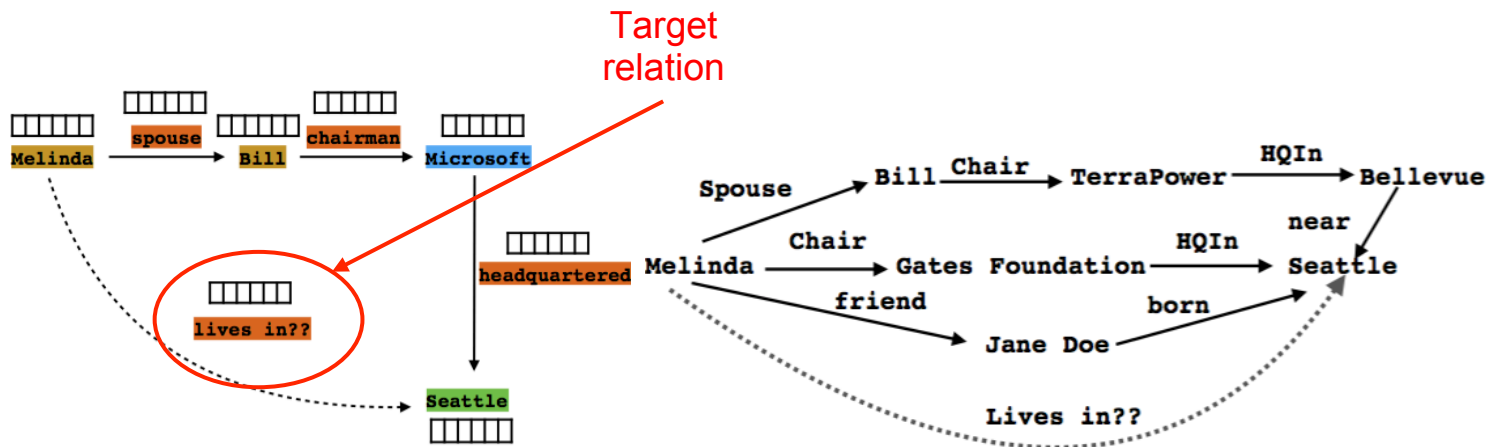 Target
relation
spouse
chairman
Melinda
Bill
Microsoft
headquartered
lives in??
Seattle
Spouse
Bill
Chair
TerraPower
HQIn
Bellevue
near
Melinda
Chair
Gates Foundation
HQIn
Seattle
friend
born
Jane Doe
Lives in??